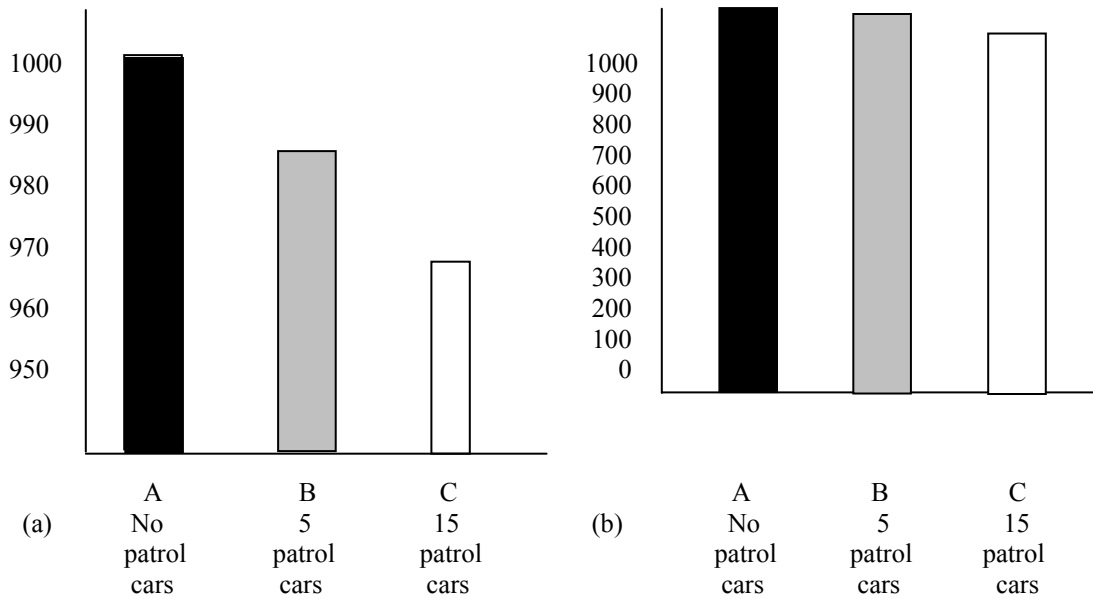 1000
990
980
970
960
950
A B C
(a) No 5 15
patrol patrol patrol
cars cars cars
1000
900
800
700
600
500
400
300
200
100
0
A B C
(b) No 5 15
patrol patrol patrol
cars cars cars